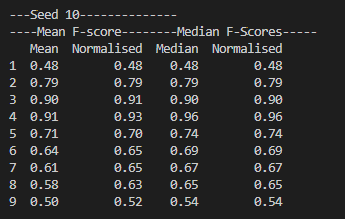 ---Seed 10---------------
----Mean F-score--------Median F-Scores-----
Mean Normalised Median Normalised
1 0.48 0.48 0.48 0.48
2 0.79 0.79 0.79 0.79
3 0.90 0.91 0.90 0.90
4 0.91 0.93 0.96 0.96
5 0.71 0.70 0.74 0.74
6 0.64 0.65 0.69 0.69
7 0.61 0.65 0.67 0.67
8 0.58 0.63 0.65 0.65
9 0.50 0.52 0.54 0.54